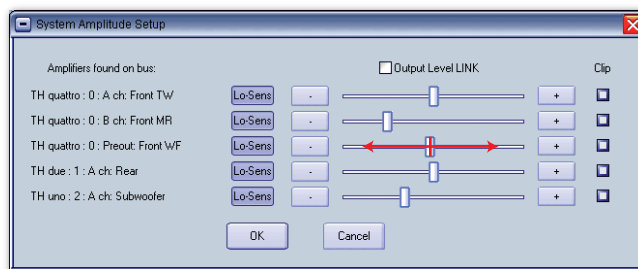 System Amplitude Setup
Amplifiers found on bus: Output Level LINK Clip
TH quattro : 0 : A ch: Front TW Lo-Sens - +
TH quattro : 0 : B ch: Front MR Lo-Sens - +
TH quattro : 0 : Preout: Front WF Lo-Sens - +
TH due : 1 : A ch: Rear Lo-Sens - +
TH uno : 2 : A ch: Subwoofer Lo-Sens - +
OK Cancel